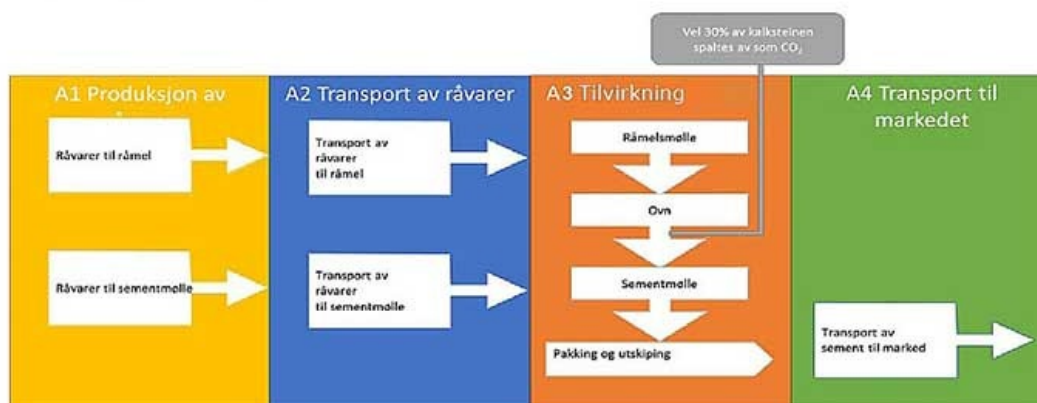 Vel 30% av kalksteinen
spaltes av som CO₂
A1 Produksjon av
Råvarer til råmel
Råvarer til sementmølle
A2 Transport av råvarer
Transport av
råvarer
til råmel
Transport av
råvarer
til sementmølle
A3 Tilvirkning
Råmelsmølle
Ovn
Sementmølle
Pakking og utskiping
A4 Transport til
markedet
Transport av
sement til marked